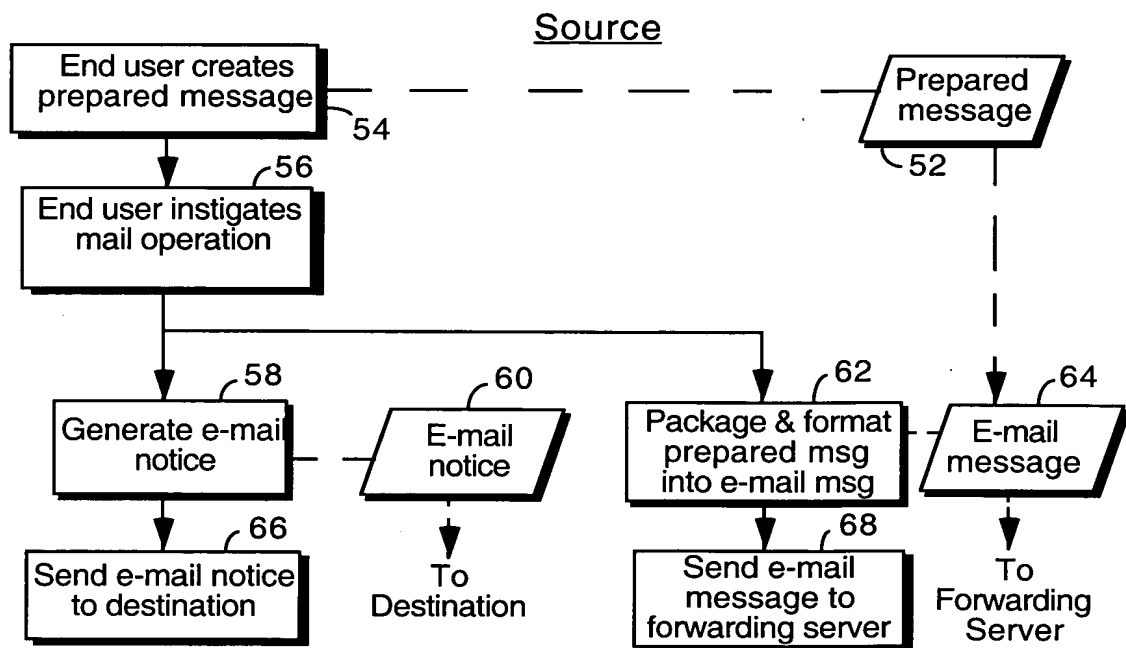 Source
End user creates
prepared message
54
Prepared
message
52
56
End user instigates
mail operation
58
Generate e-mail
notice
60
E-mail
notice
62
Package & format
prepared msg
into e-mail msg
64
E-mail
message
66
Send e-mail notice
to destination
To
Destination
68
Send e-mail
message to
forwarding server
To
Forwarding
Server